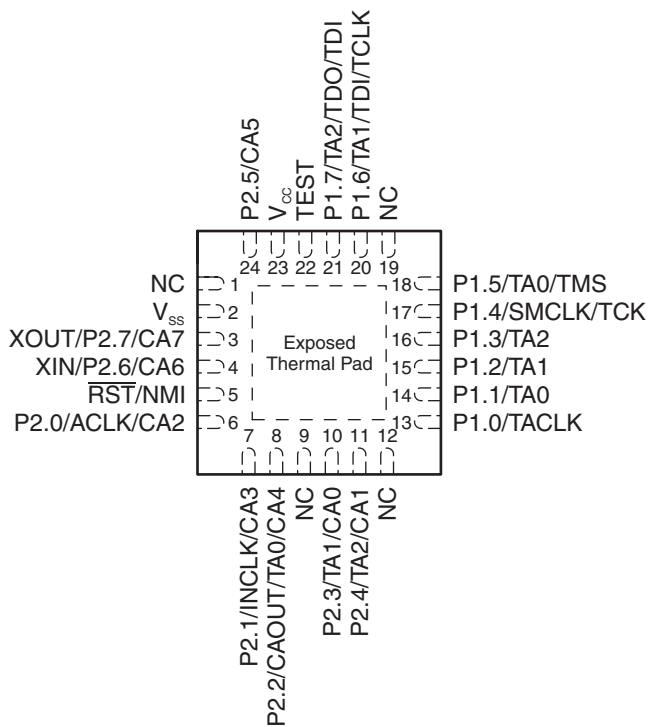 P2.5/CA5
VCC
TEST
P1.7/TA2/TDO/TDI
P1.6/TA1/TDI/TCLK
NC
24 23 22 21 20 19
NC 1
VSS 2
XOUT/P2.7/CA7 3
XIN/P2.6/CA6 4
RST/NMI 5
P2.0/ACLK/CA2 6
Exposed
Thermal Pad
18 P1.5/TA0/TMS
17 P1.4/SMCLK/TCK
16 P1.3/TA2
15 P1.2/TA1
14 P1.1/TA0
13 P1.0/TACLK
7 8 9 10 11 12
P2.1/INCLK/CA3
P2.2/CAOUT/TA0/CA4
NC
P2.3/TA1/CA0
P2.4/TA2/CA1
NC